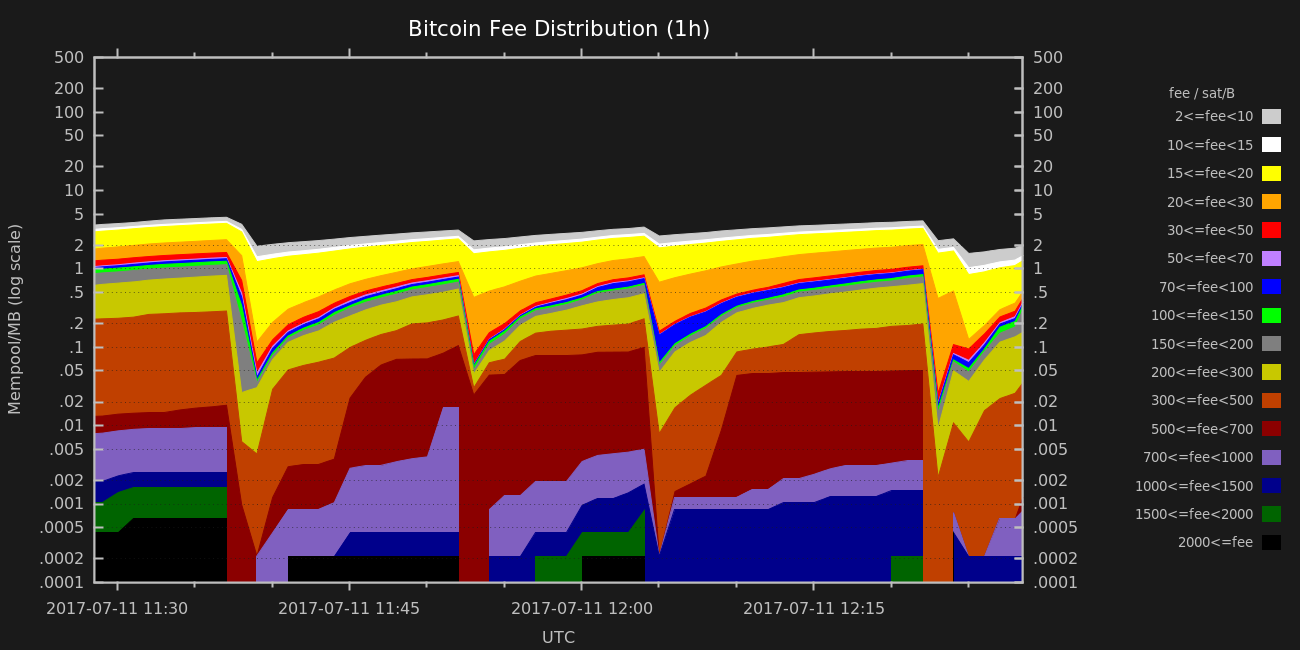 Bitcoin Fee Distribution (1h)
Mempool/MB (log scale)
500
200
100
50
20
10
5
2
1
.5
.2
.1
.05
.02
.01
.005
.002
.001
.0005
.0002
.0001
500
200
100
50
20
10
5
2
1
.5
.2
.1
.05
.02
.01
.005
.002
.001
.0005
.0002
.0001
2017-07-11 11:30
2017-07-11 11:45
2017-07-11 12:00
2017-07-11 12:15
UTC
fee / sat/B
2<=fee<10
10<=fee<15
15<=fee<20
20<=fee<30
30<=fee<50
50<=fee<70
70<=fee<100
100<=fee<150
150<=fee<200
200<=fee<300
300<=fee<500
500<=fee<700
700<=fee<1000
1000<=fee<1500
1500<=fee<2000
2000<=fee